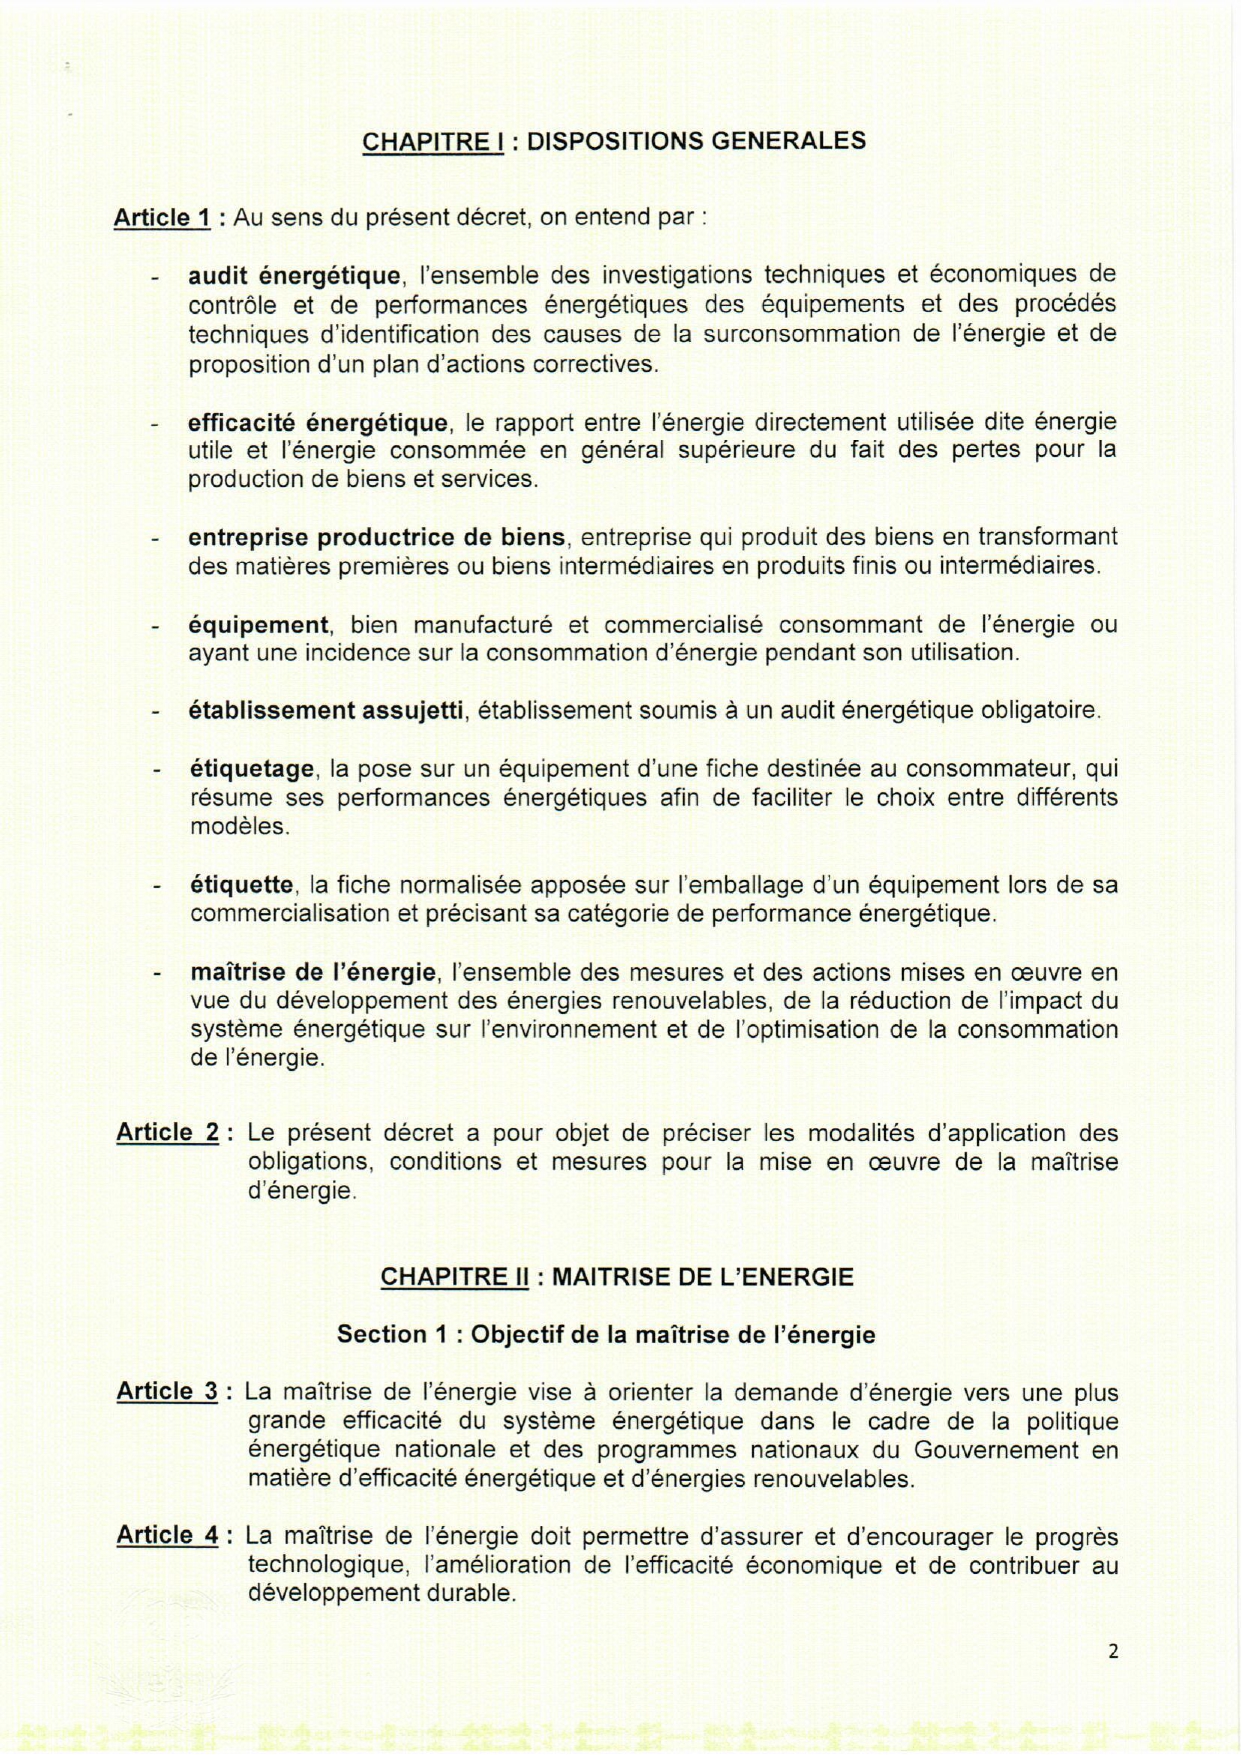 CHAPITRE I : DISPOSITIONS GENERALES
Article 1 : Au sens du présent décret, on entend par :
- audit énergétique, l'ensemble des investigations techniques et économiques de
contrôle et de performances énergétiques des équipements et des procédés
techniques d'identification des causes de la surconsommation de l'énergie et de
proposition d'un plan d'actions correctives.
- efficacité énergétique, le rapport entre l'énergie directement utilisée dite énergie
utile et l'énergie consommée en général supérieure du fait des pertes pour la
production de biens et services.
- entreprise productrice de biens, entreprise qui produit des biens en transformant
des matières premières ou biens intermédiaires en produits finis ou intermédiaires.
- équipement, bien manufacturé et commercialisé consommant de l'énergie ou
ayant une incidence sur la consommation d'énergie pendant son utilisation.
- établissement assujetti, établissement soumis à un audit énergétique obligatoire.
- étiquetage, la pose sur un équipement d'une fiche destinée au consommateur, qui
résume ses performances énergétiques afin de faciliter le choix entre différents
modèles.
- étiquette, la fiche normalisée apposée sur l'emballage d'un équipement lors de sa
commercialisation et précisant sa catégorie de performance énergétique.
- maîtrise de l'énergie, l'ensemble des mesures et des actions mises en œuvre en
vue du développement des énergies renouvelables, de la réduction de l'impact du
système énergétique sur l'environnement et de l'optimisation de la consommation
de l'énergie.
Article 2 : Le présent décret a pour objet de préciser les modalités d'application des
obligations, conditions et mesures pour la mise en œuvre de la maîtrise
d'énergie.
CHAPITRE II : MAITRISE DE L'ENERGIE
Section 1 : Objectif de la maîtrise de l'énergie
Article 3 : La maîtrise de l'énergie vise à orienter la demande d'énergie vers une plus
grande efficacité du système énergétique dans le cadre de la politique
énergétique nationale et des programmes nationaux du Gouvernement en
matière d'efficacité énergétique et d'énergies renouvelables.
Article 4 : La maîtrise de l'énergie doit permettre d'assurer et d'encourager le progrès
technologique, l'amélioration de l'efficacité économique et de contribuer au
développement durable.
2